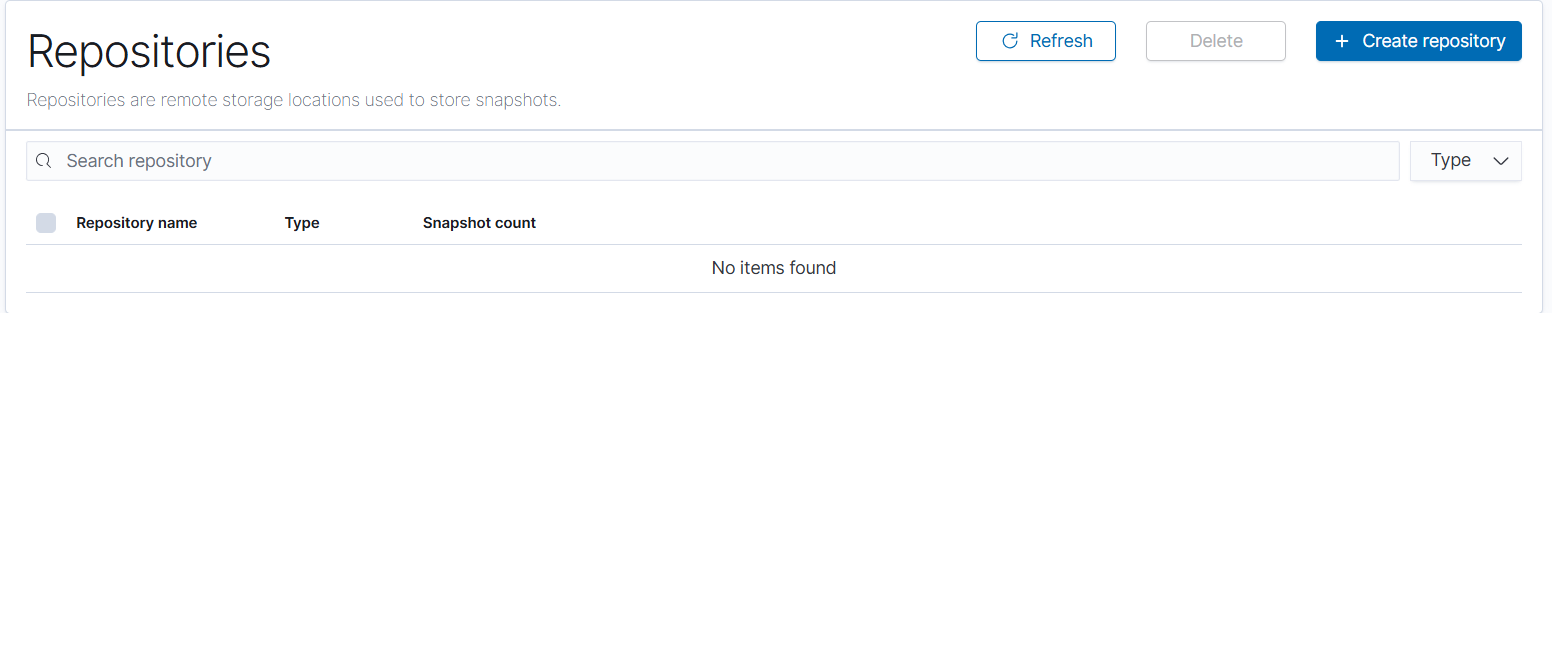 Repositories
Refresh
Delete
Create repository
Repositories are remote storage locations used to store snapshots.
Search repository
Type
Repository name Type Snapshot count
No items found